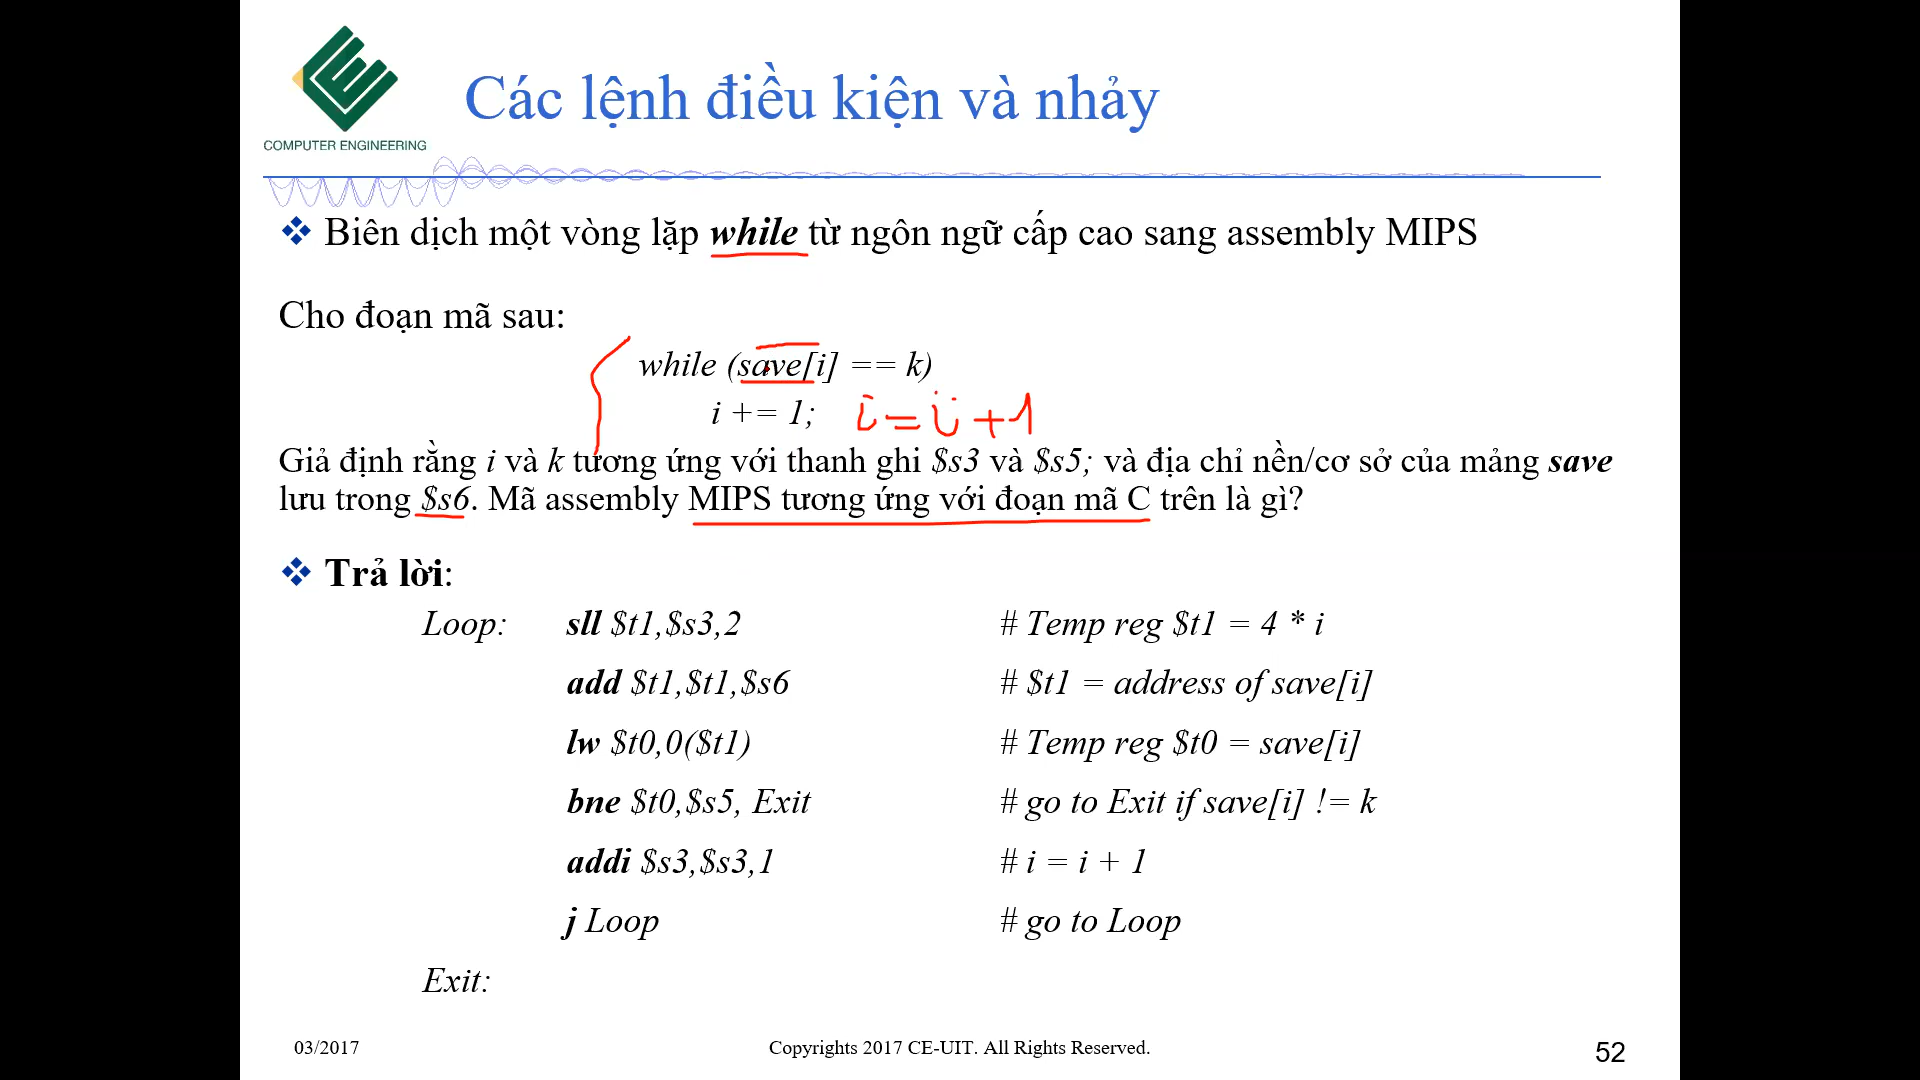 COMPUTER ENGINEERING
Các lệnh điều kiện và nhảy
Biên dịch một vòng lặp while từ ngôn ngữ cấp cao sang assembly MIPS
Cho đoạn mã sau:
while (save[i] == k)
i += 1; i = i + 1
Giả định rằng i và k tương ứng với thanh ghi $s3 và $s5; và địa chỉ nền/cơ sở của mảng save
lưu trong $s6. Mã assembly MIPS tương ứng với đoạn mã C trên là gì?
Trả lời:
Loop: sll $t1,$s3,2 # Temp reg $t1 = 4 * i
add $t1,$t1,$s6 # $t1 = address of save[i]
lw $t0,0($t1) # Temp reg $t0 = save[i]
bne $t0,$s5, Exit # go to Exit if save[i] != k
addi $s3,$s3,1 # i = i + 1
j Loop # go to Loop
Exit:
03/2017 Copyrights 2017 CE-UIT. All Rights Reserved. 52